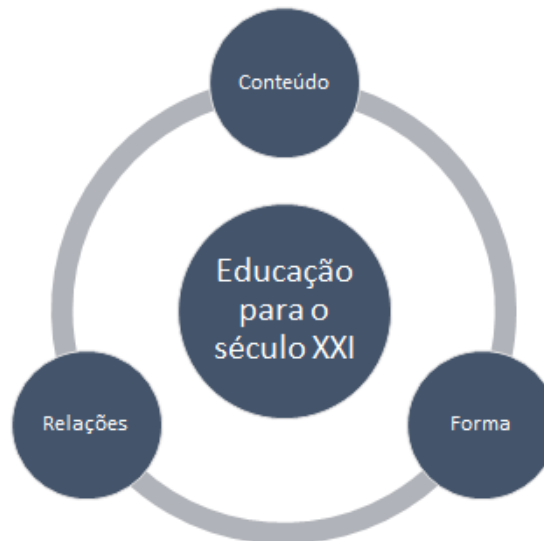 Conteúdo
Educação
para o
século XXI
Relações
Forma